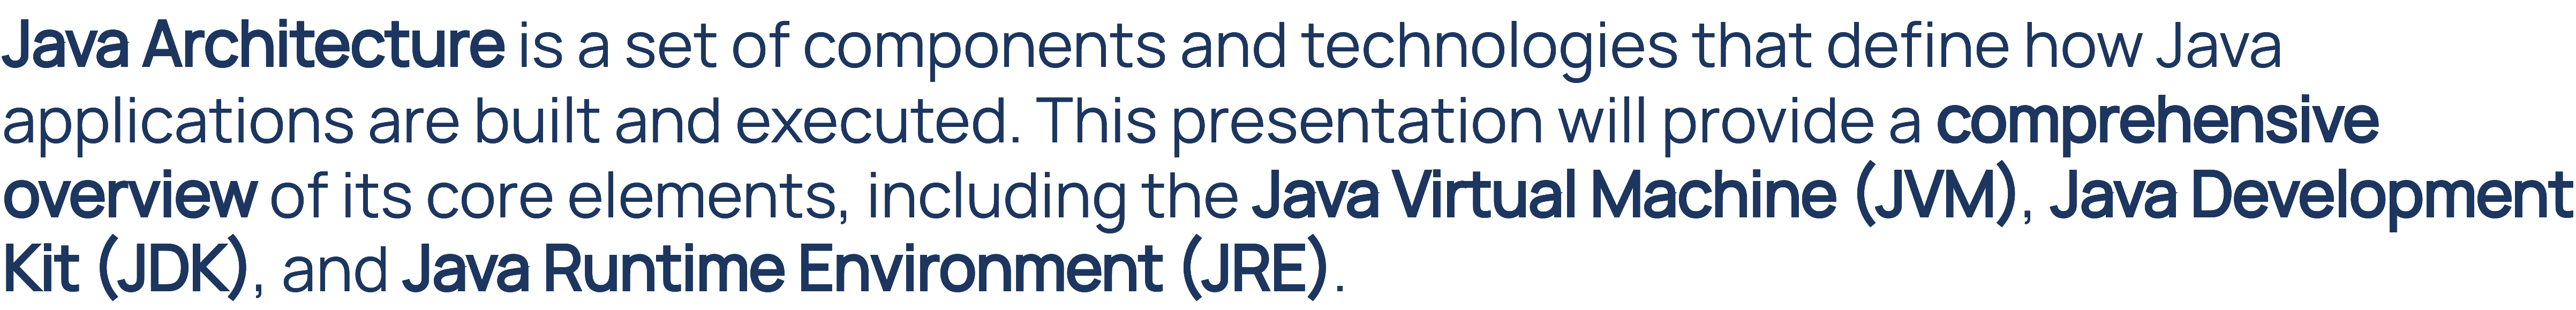 Java Architecture is a set of components and technologies that define how Java
applications are built and executed. This presentation will provide a comprehensive
overview of its core elements, including the Java Virtual Machine (JVM), Java Development
Kit (JDK), and Java Runtime Environment (JRE).